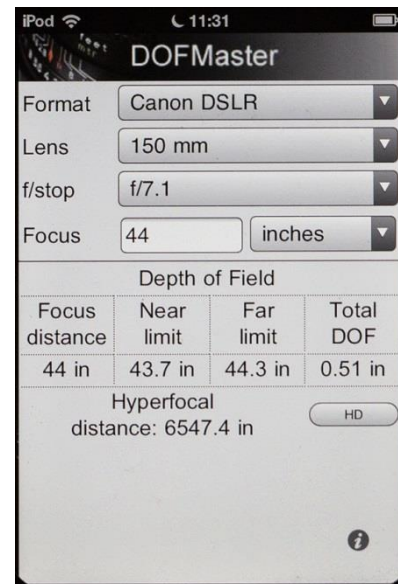 iPod 11:31
feet
DOFMaster
Format Canon DSLR
Lens 150 mm
f/stop f/7.1
Focus 44 inches
Depth of Field
Focus Near Far Total
distance limit limit DOF
44 in 43.7 in 44.3 in 0.51 in
Hyperfocal HD
distance: 6547.4 in
i